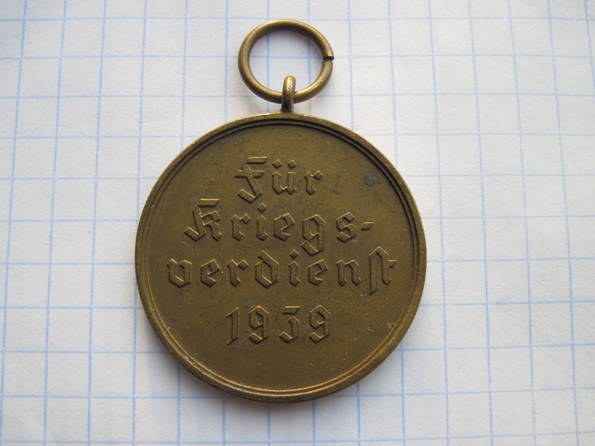 Für
Kriegs-
verdienst
1939